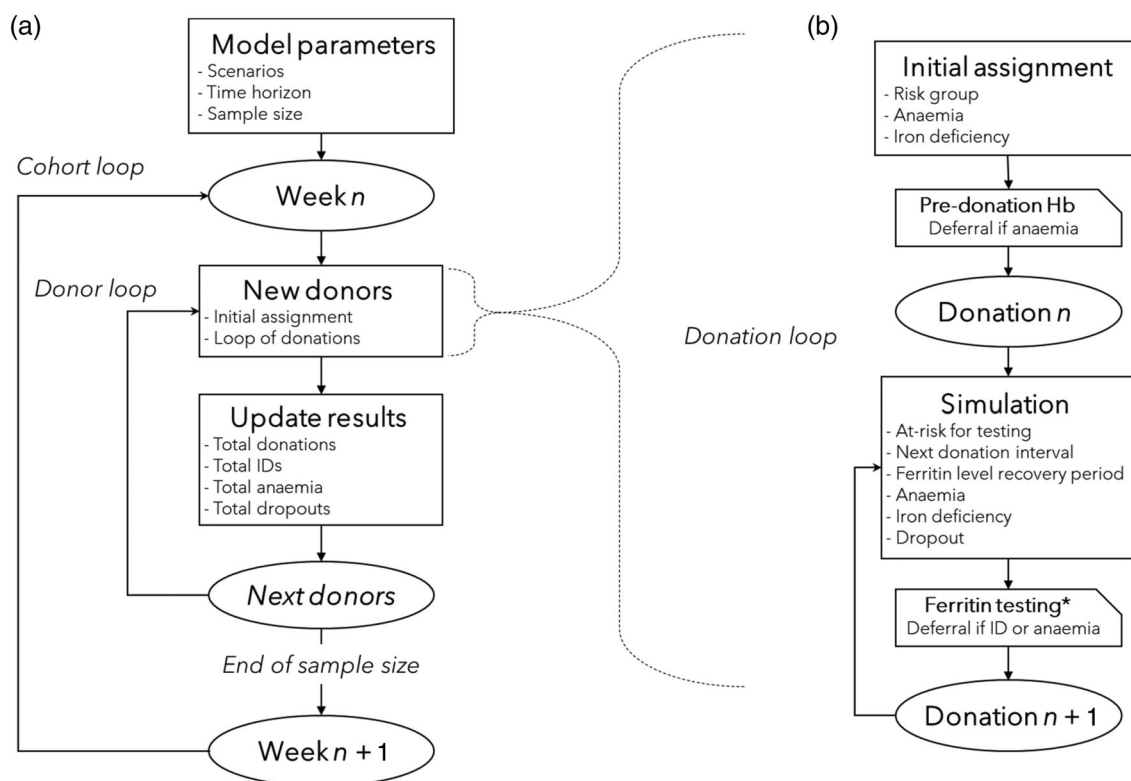 (a)
Model parameters
- Scenarios
- Time horizon
- Sample size
Cohort loop
Week n
Donor loop
New donors
- Initial assignment
- Loop of donations
Update results
- Total donations
- Total IDs
- Total anaemia
- Total dropouts
Next donors
End of sample size
Week n + 1
(b)
Initial assignment
- Risk group
- Anaemia
- Iron deficiency
Pre-donation Hb
Deferral if anaemia
Donation n
Donation loop
Simulation
- At-risk for testing
- Next donation interval
- Ferritin level recovery period
- Anaemia
- Iron deficiency
- Dropout
Ferritin testing*
Deferral if ID or anaemia
Donation n + 1